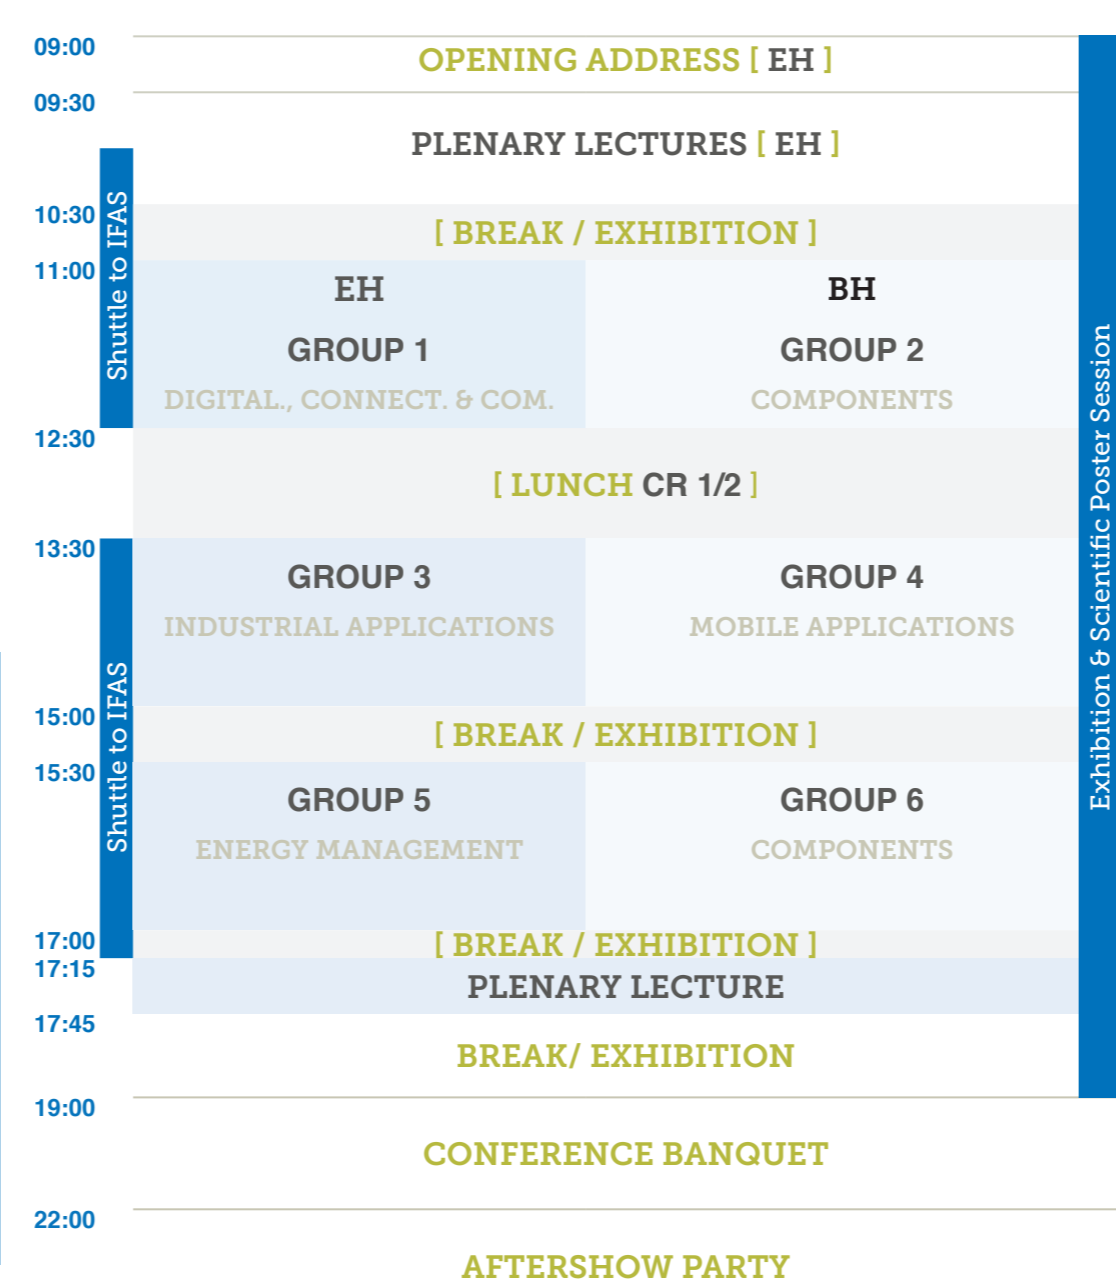 09:00
OPENING ADDRESS [ EH ]
09:30
PLENARY LECTURES [ EH ]
Shuttle to IFAS
10:30
[ BREAK / EXHIBITION ]
11:00
EH
GROUP 1
DIGITAL., CONNECT. & COM.
BH
GROUP 2
COMPONENTS
12:30
[ LUNCH CR 1/2 ]
13:30
GROUP 3
INDUSTRIAL APPLICATIONS
GROUP 4
MOBILE APPLICATIONS
Shuttle to IFAS
15:00
[ BREAK / EXHIBITION ]
15:30
GROUP 5
ENERGY MANAGEMENT
GROUP 6
COMPONENTS
17:00
[ BREAK / EXHIBITION ]
17:15
PLENARY LECTURE
17:45
BREAK/ EXHIBITION
19:00
CONFERENCE BANQUET
22:00
AFTERSHOW PARTY
Exhibition & Scientific Poster Session